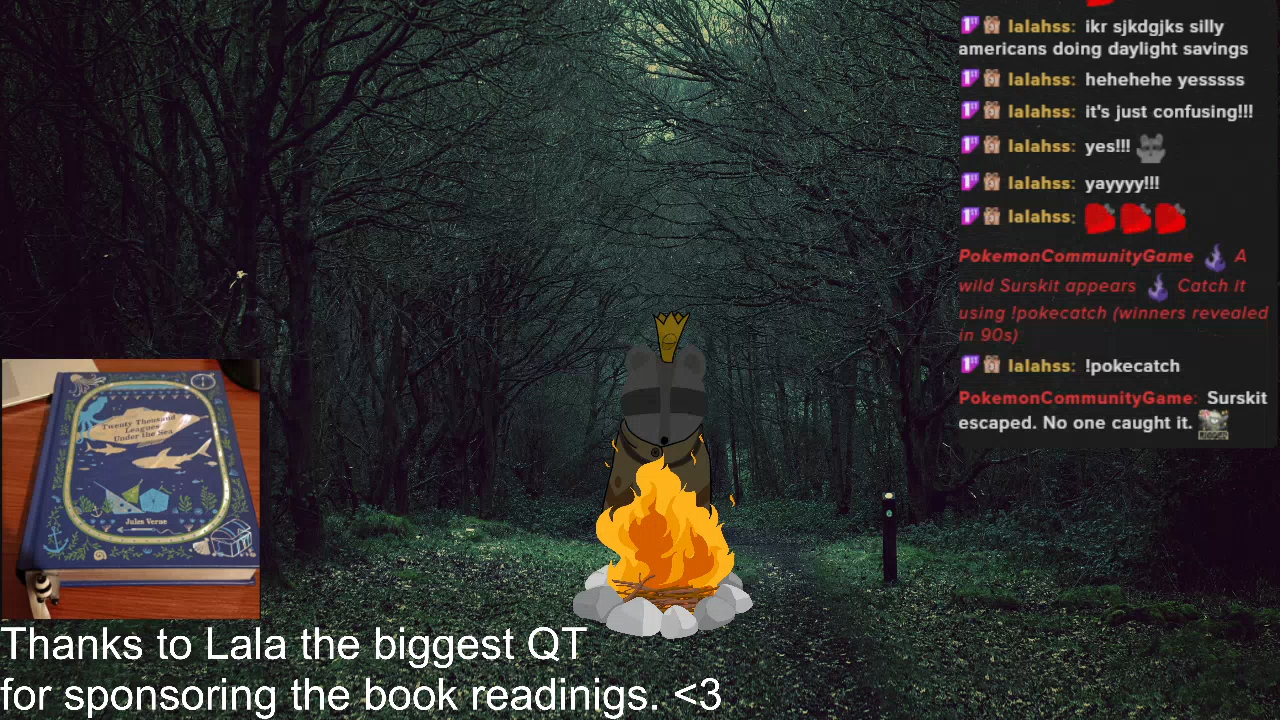 lalahss: ikr sjkdgjks silly
americans doing daylight savings
lalahss: hehehehe yesssss
lalahss: it's just confusing!!!
lalahss: yes!!!
lalahss: yayyyy!!!
lalahss:
PokemonCommunityGame A
wild Surskit appears Catch it
using !pokecatch (winners revealed
in 90s)
lalahss: !pokecatch
PokemonCommunityGame: Surskit
escaped. No one caught it.
Twenty Thousand
Leagues
Under the Sea
Jules Verne
Thanks to Lala the biggest QT
for sponsoring the book readinigs. <3